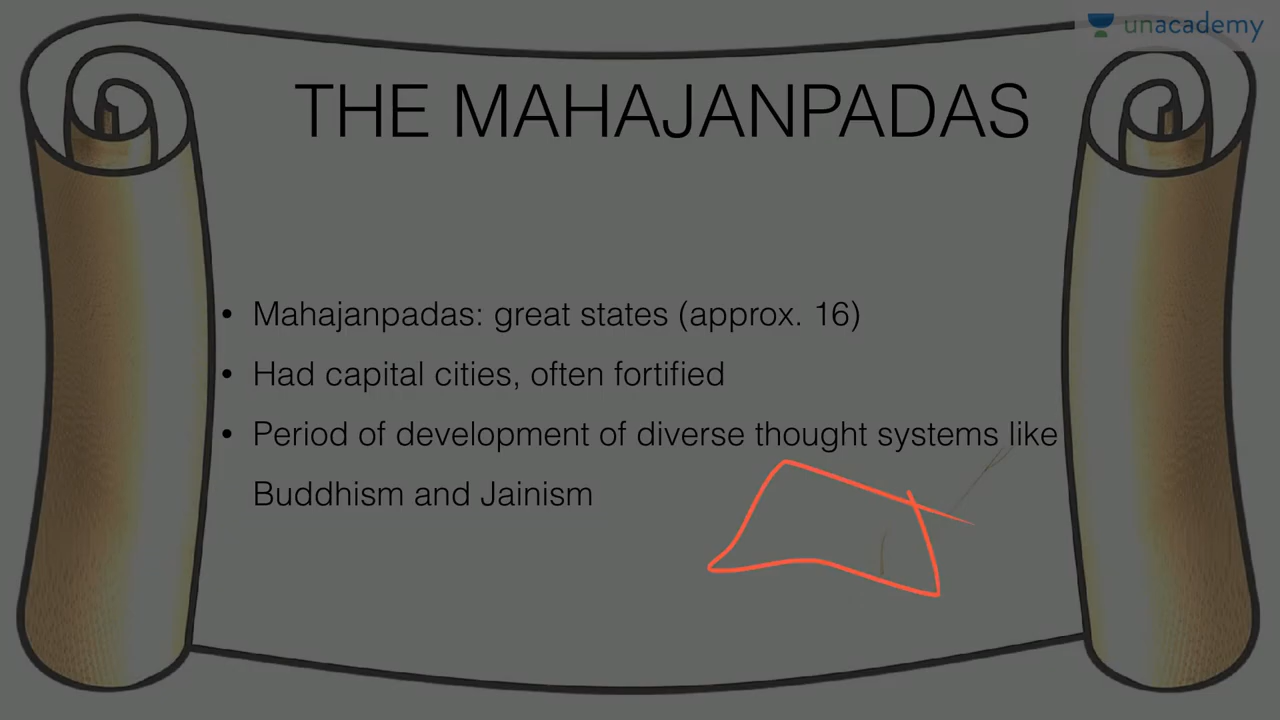 unacademy
THE MAHAJANPADAS
• Mahajanpadas: great states (approx. 16)
• Had capital cities, often fortified
• Period of development of diverse thought systems like
Buddhism and Jainism